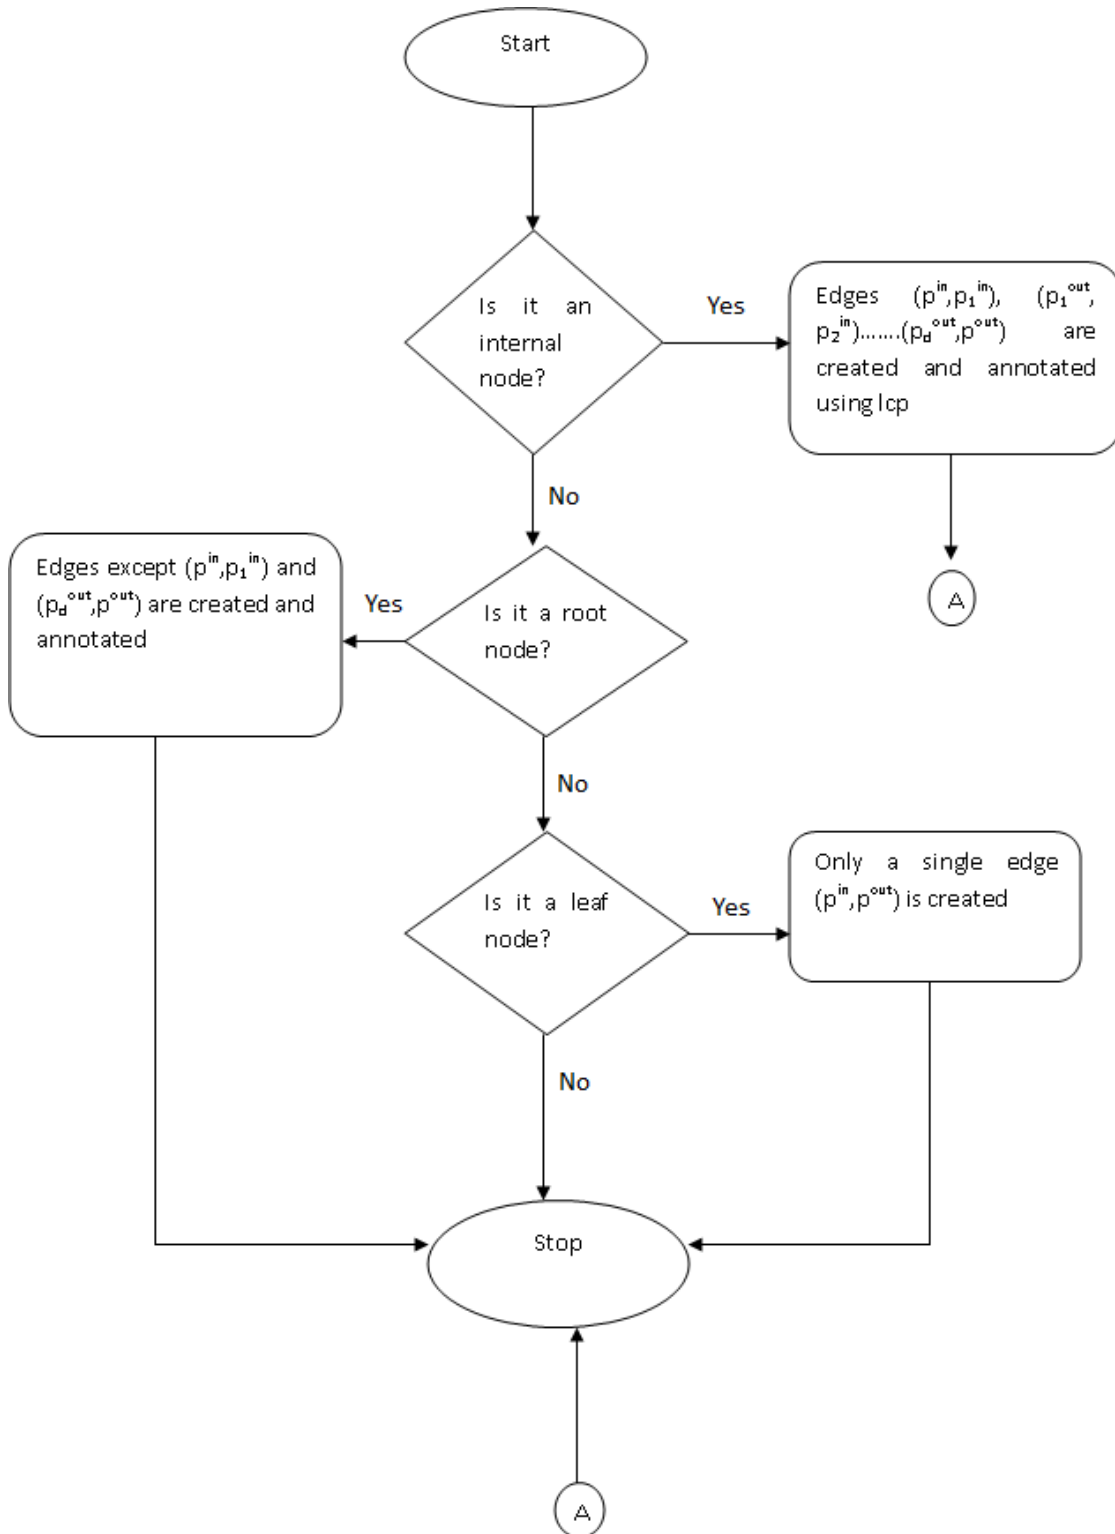 Start
Is it an
internal
node?
Yes
Edges (p^in,p₁^in), (p₁^out,
p₂^in).......(p_d^out,p^out) are
created and annotated
using lcp
No
A
Edges except (p^in,p₁^in) and
(p_d^out,p^out) are created and
annotated
Yes
Is it a root
node?
No
Is it a leaf
node?
Yes
Only a single edge
(p^in,p^out) is created
No
Stop
A